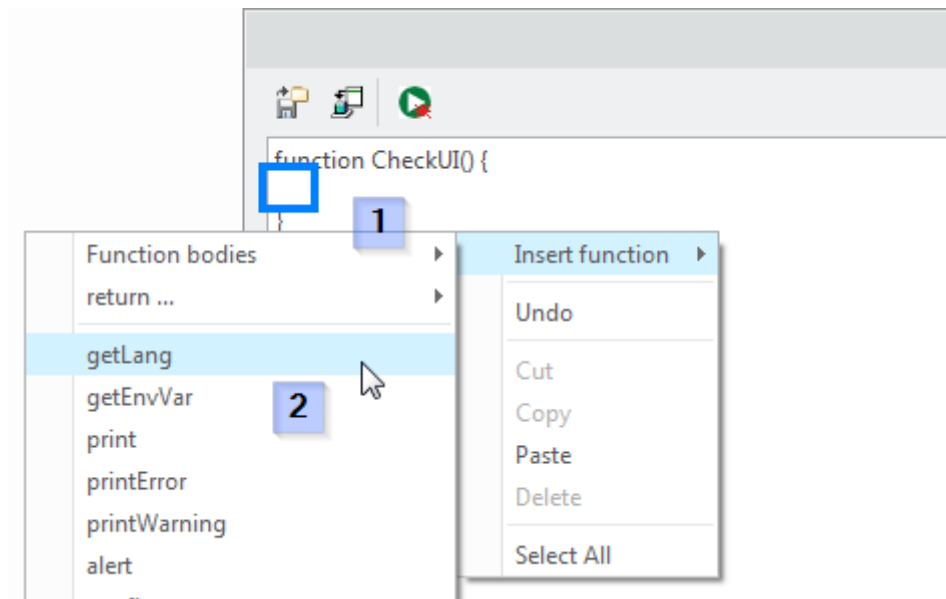 function CheckUI() {
}
1
Function bodies
return ...
getLang
getEnvVar
2
print
printError
printWarning
alert
Insert function
Undo
Cut
Copy
Paste
Delete
Select All